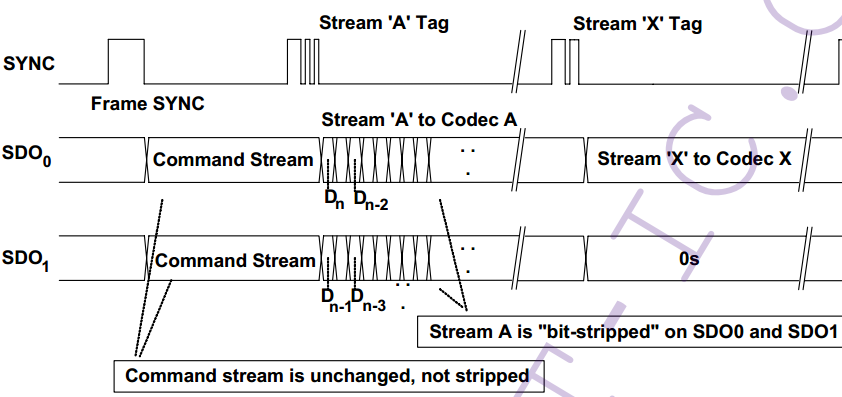 Stream 'A' Tag
Stream 'X' Tag
SYNC
Frame SYNC
Stream 'A' to Codec A
SDO0
Command Stream
Stream 'X' to Codec X
Dn
Dn-2
SDO1
Command Stream
0s
Dn-1
Dn-3
Stream A is "bit-stripped" on SDO0 and SDO1
Command stream is unchanged, not stripped